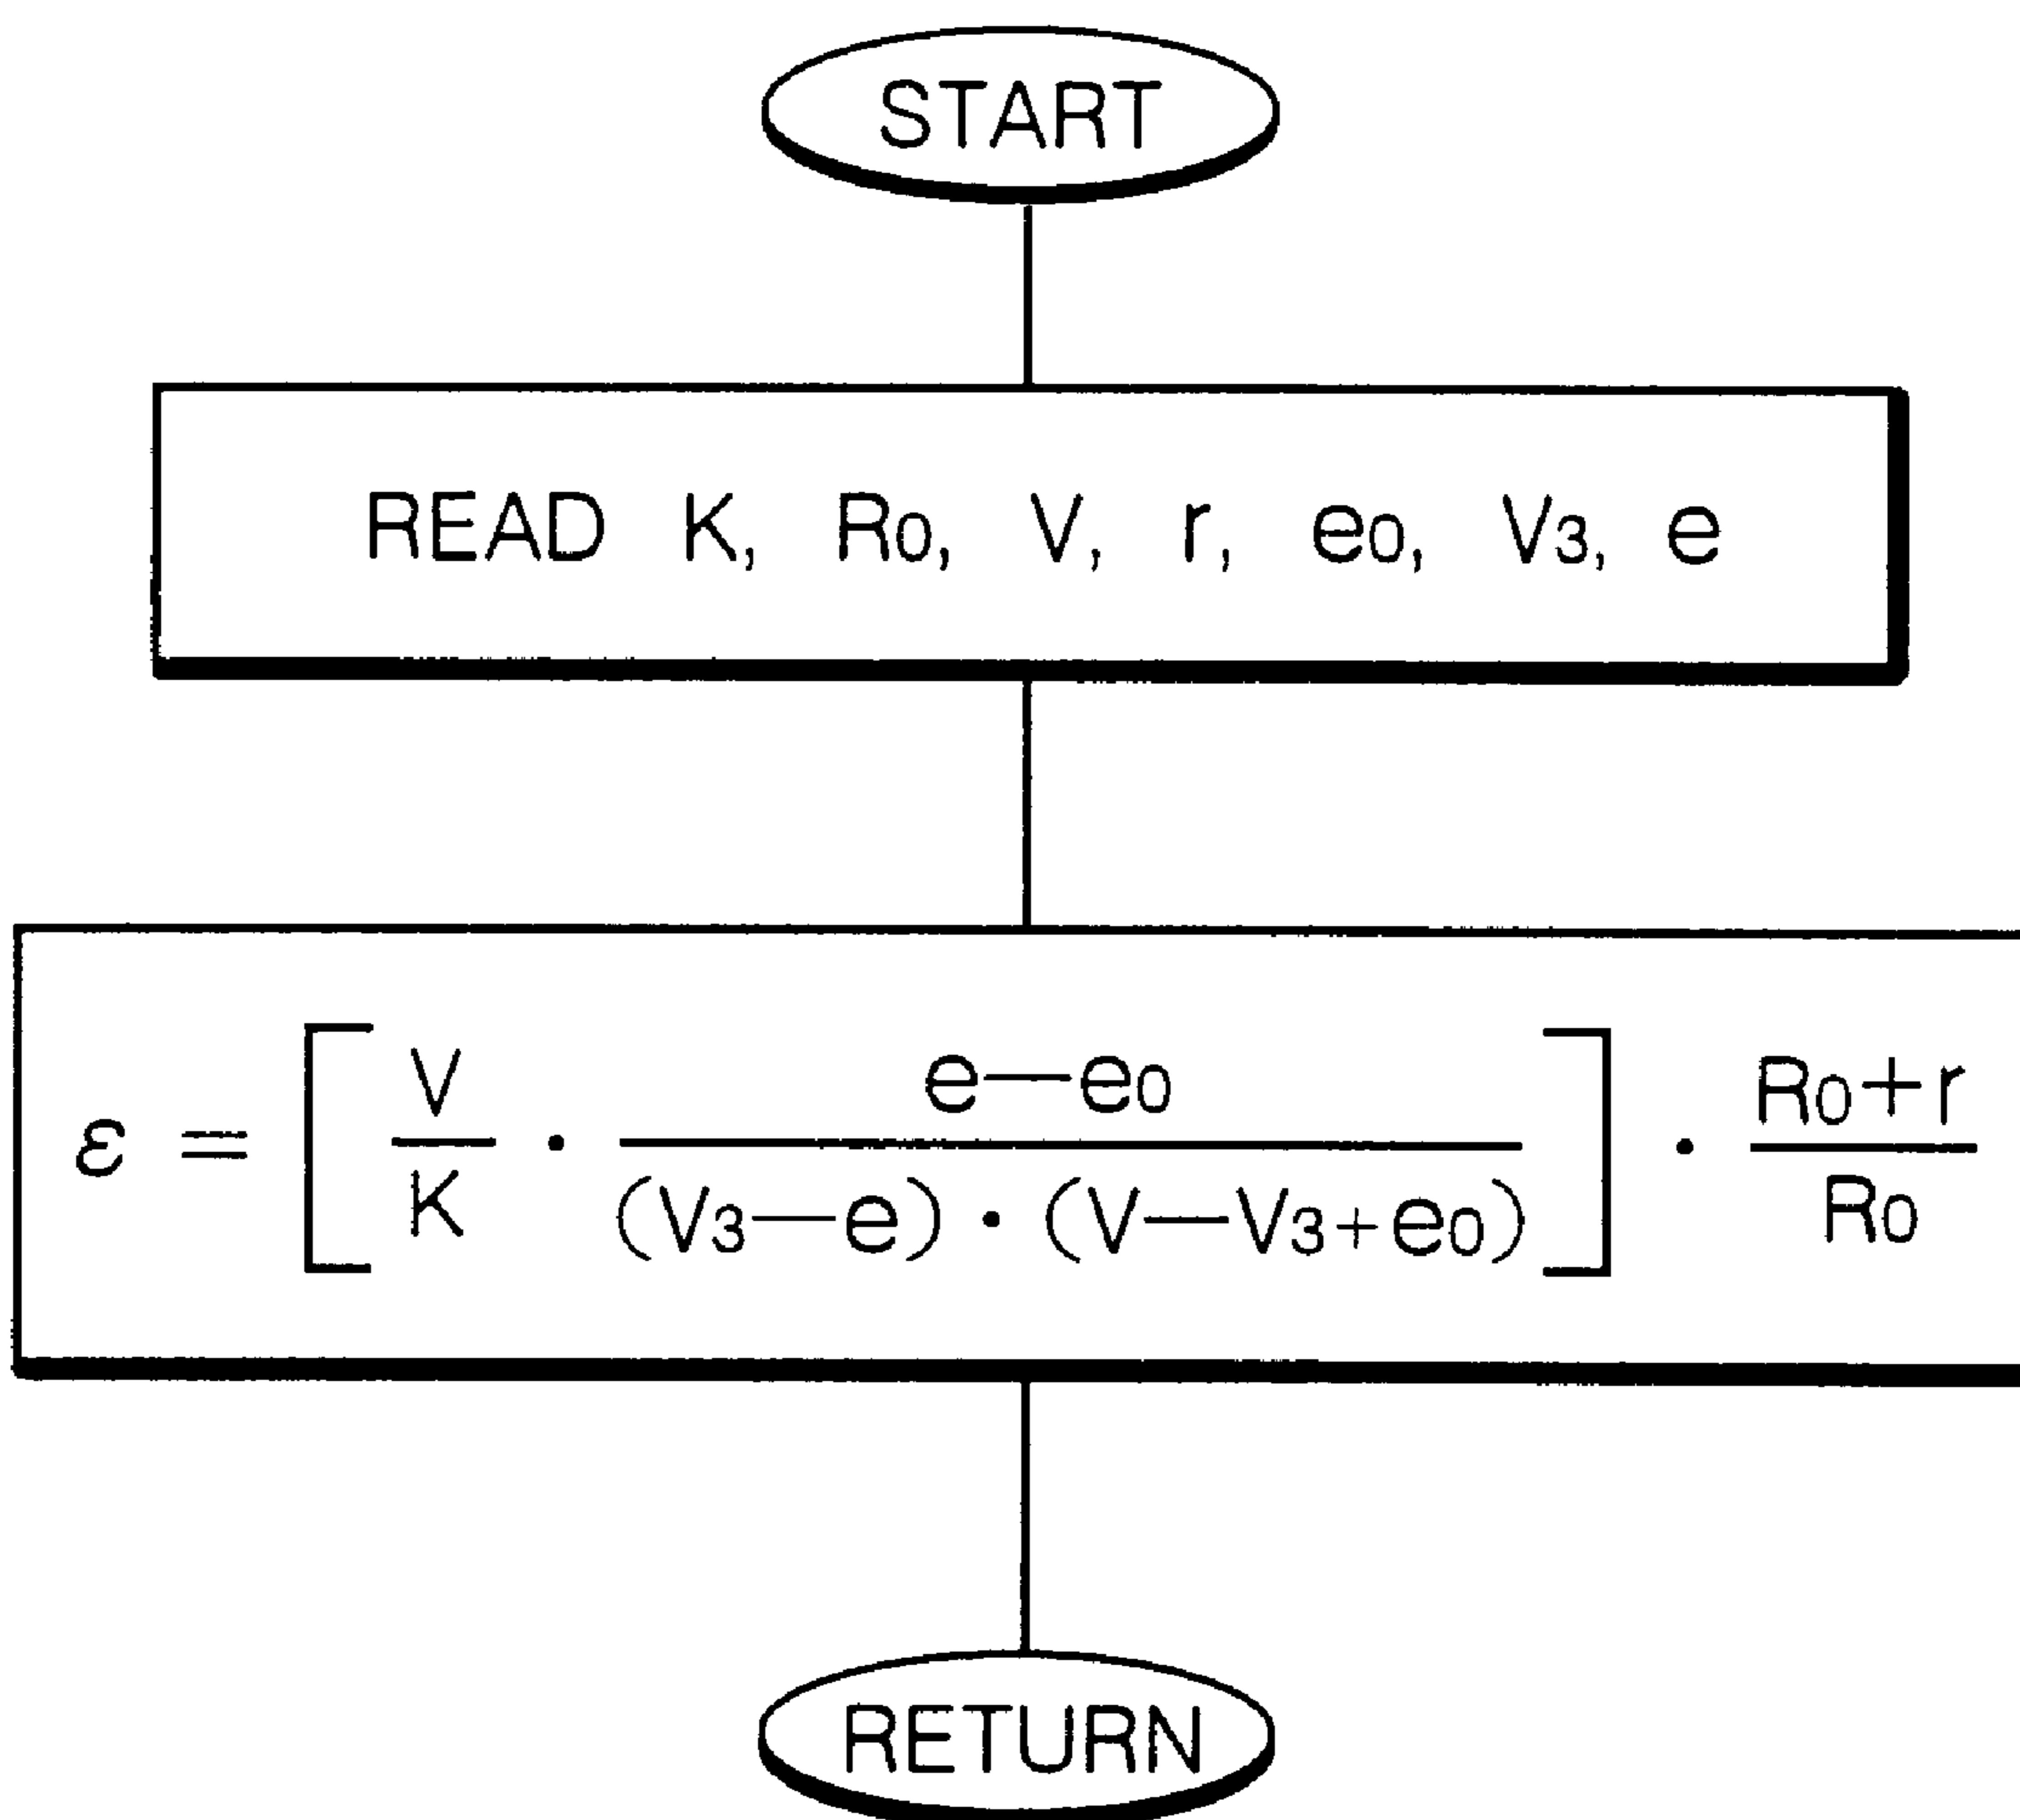 START
READ K, R₀, V, r, e₀, V₃, e
ε = [ V/K · (e−e₀)/((V₃−e)·(V−V₃+e₀)) ] · (R₀+r)/R₀
RETURN